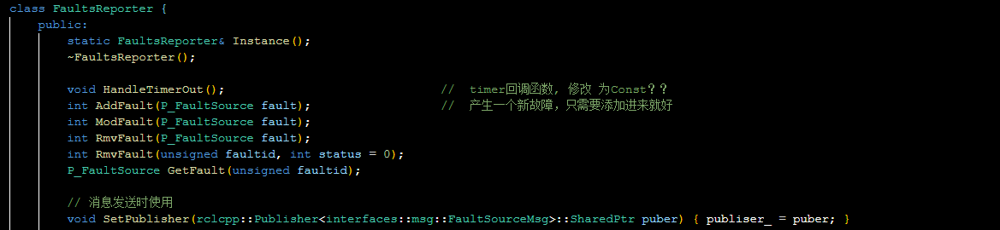 class FaultsReporter {
public:
static FaultsReporter& Instance();
~FaultsReporter();
void HandleTimerOut(); // timer回调函数, 修改 为Const？？
int AddFault(P_FaultSource fault); // 产生一个新故障，只需要添加进来就好
int ModFault(P_FaultSource fault);
int RmvFault(P_FaultSource fault);
int RmvFault(unsigned faultid, int status = 0);
P_FaultSource GetFault(unsigned faultid);
// 消息发送时使用
void SetPublisher(rclcpp::Publisher<interfaces::msg::FaultSourceMsg>::SharedPtr puber) { publiser_ = puber; }